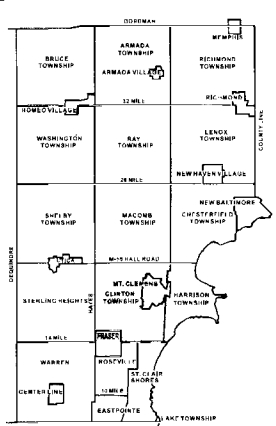 BORDMAN
MEMPHIS
BRUCE
TOWNSHIP
ARMADA
TOWNSHIP
RICHMOND
TOWNSHIP
ARMADA VILLAGE
RICHMOND
ROMEO VILLAGE
32 MILE
WASHINGTON
TOWNSHIP
RAY
TOWNSHIP
LENOX
TOWNSHIP
COUNTY LINE
NEW HAVEN VILLAGE
26 MILE
NEW BALTIMORE
SHELBY
TOWNSHIP
MACOMB
TOWNSHIP
CHESTERFIELD
TOWNSHIP
DEQUINDRE
UTICA
M-59 HALL ROAD
MT. CLEMENS
CLINTON
TOWNSHIP
HARRISON
TOWNSHIP
STERLING HEIGHTS
HAYES
14 MILE
FRASER
WARREN
ROSEVILLE
ST. CLAIR
SHORES
CENTER LINE
10 MILE
EASTPOINTE
LAKE TOWNSHIP